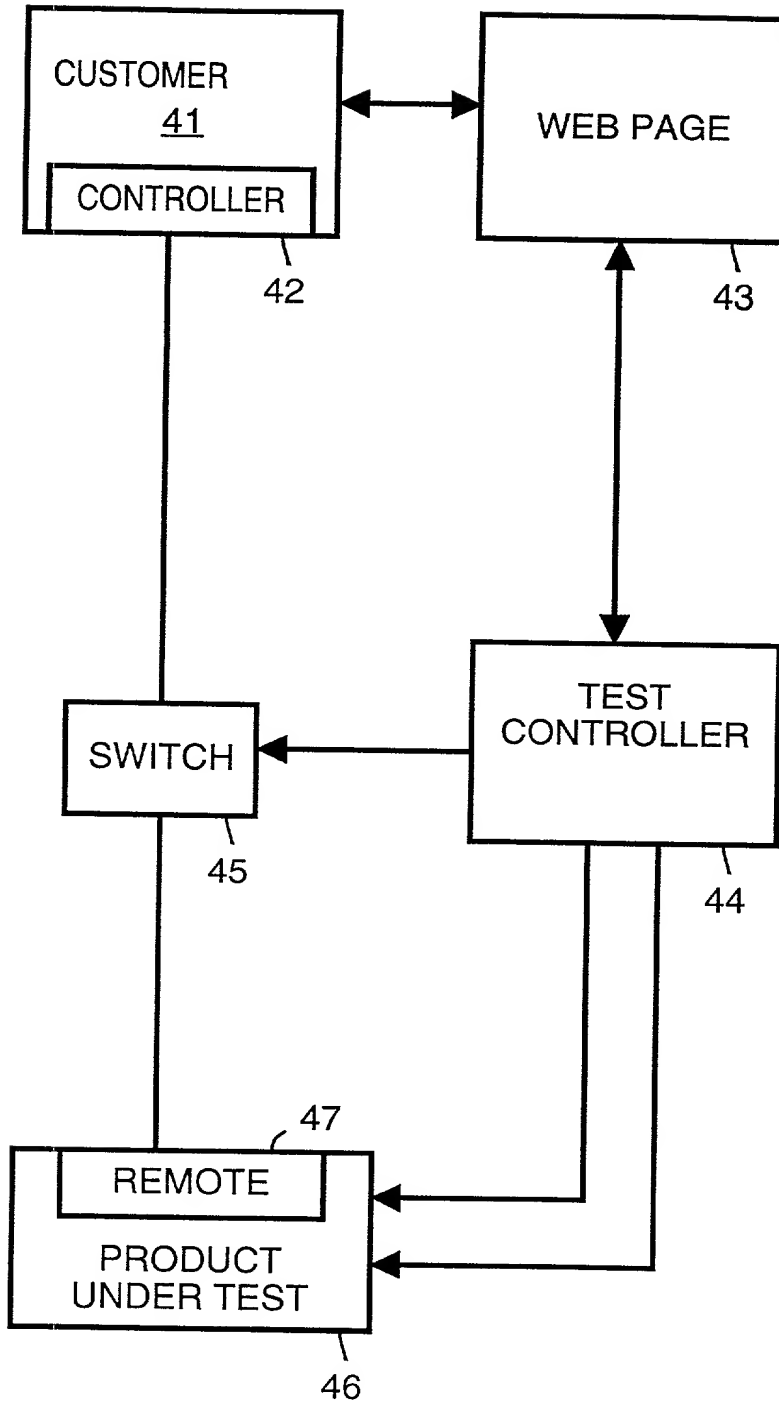 CUSTOMER
41
CONTROLLER
42
WEB PAGE
43
TEST
CONTROLLER
44
SWITCH
45
47
REMOTE
PRODUCT
UNDER TEST
46